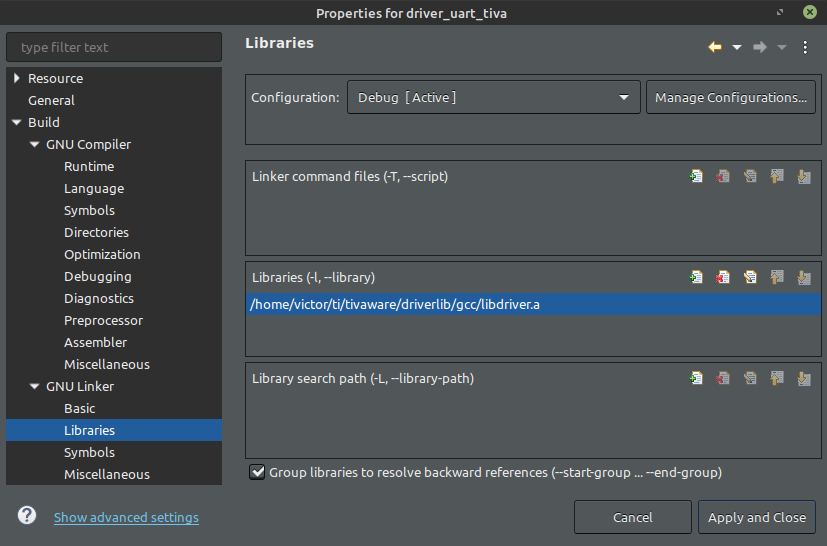 Properties for driver_uart_tiva
type filter text
Resource
General
Build
GNU Compiler
Runtime
Language
Symbols
Directories
Optimization
Debugging
Diagnostics
Preprocessor
Assembler
Miscellaneous
GNU Linker
Basic
Libraries
Symbols
Miscellaneous
Libraries
Configuration: Debug [ Active ] Manage Configurations...
Linker command files (-T, --script)
Libraries (-l, --library)
/home/victor/ti/tivaware/driverlib/gcc/libdriver.a
Library search path (-L, --library-path)
Group libraries to resolve backward references (--start-group ... --end-group)
? Show advanced settings
Cancel Apply and Close